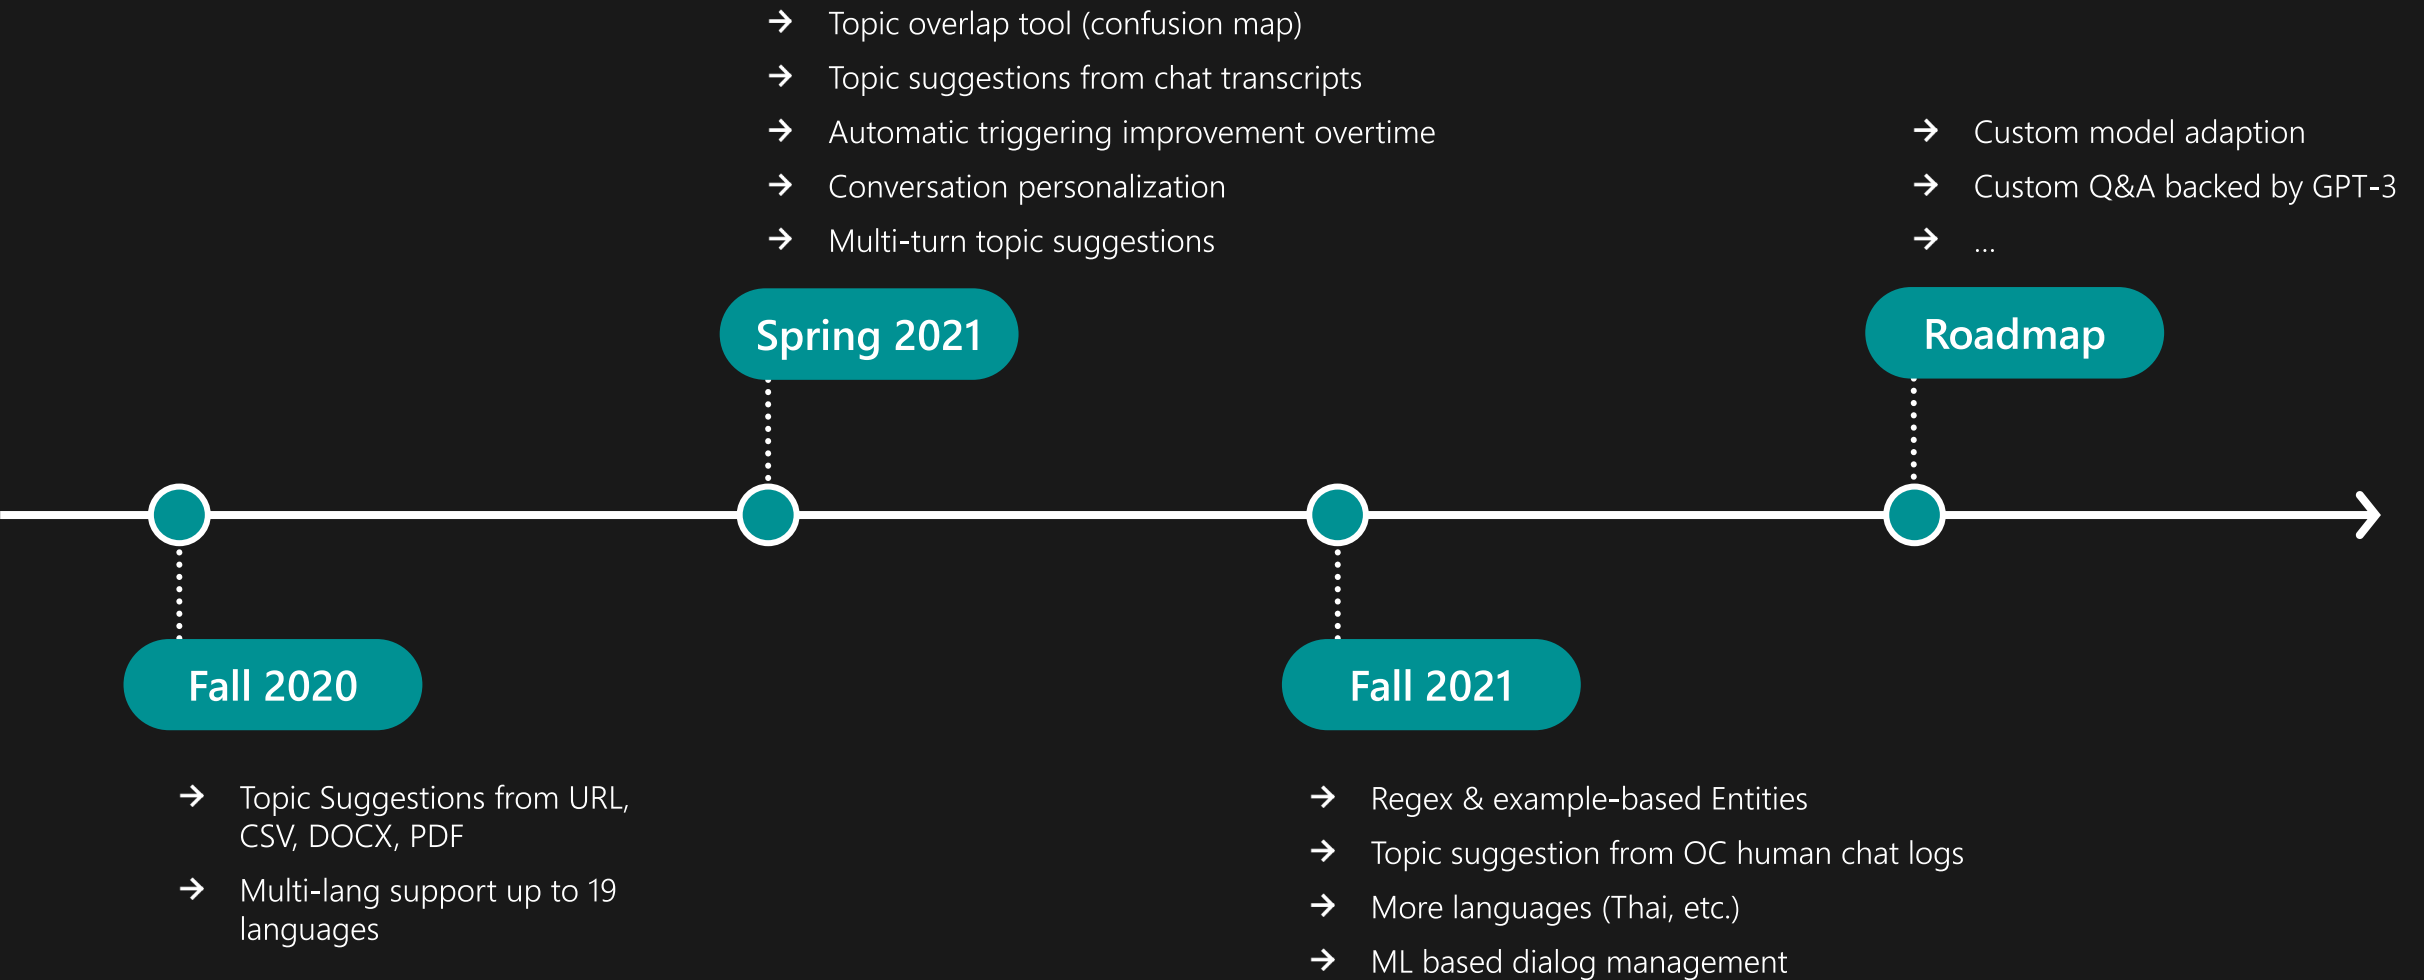 Topic overlap tool (confusion map)
Topic suggestions from chat transcripts
Automatic triggering improvement overtime
Conversation personalization
Multi-turn topic suggestions
Spring 2021
Custom model adaption
Custom Q&A backed by GPT-3
...
Roadmap
Fall 2020
Topic Suggestions from URL,
CSV, DOCX, PDF
Multi-lang support up to 19
languages
Fall 2021
Regex & example-based Entities
Topic suggestion from OC human chat logs
More languages (Thai, etc.)
ML based dialog management